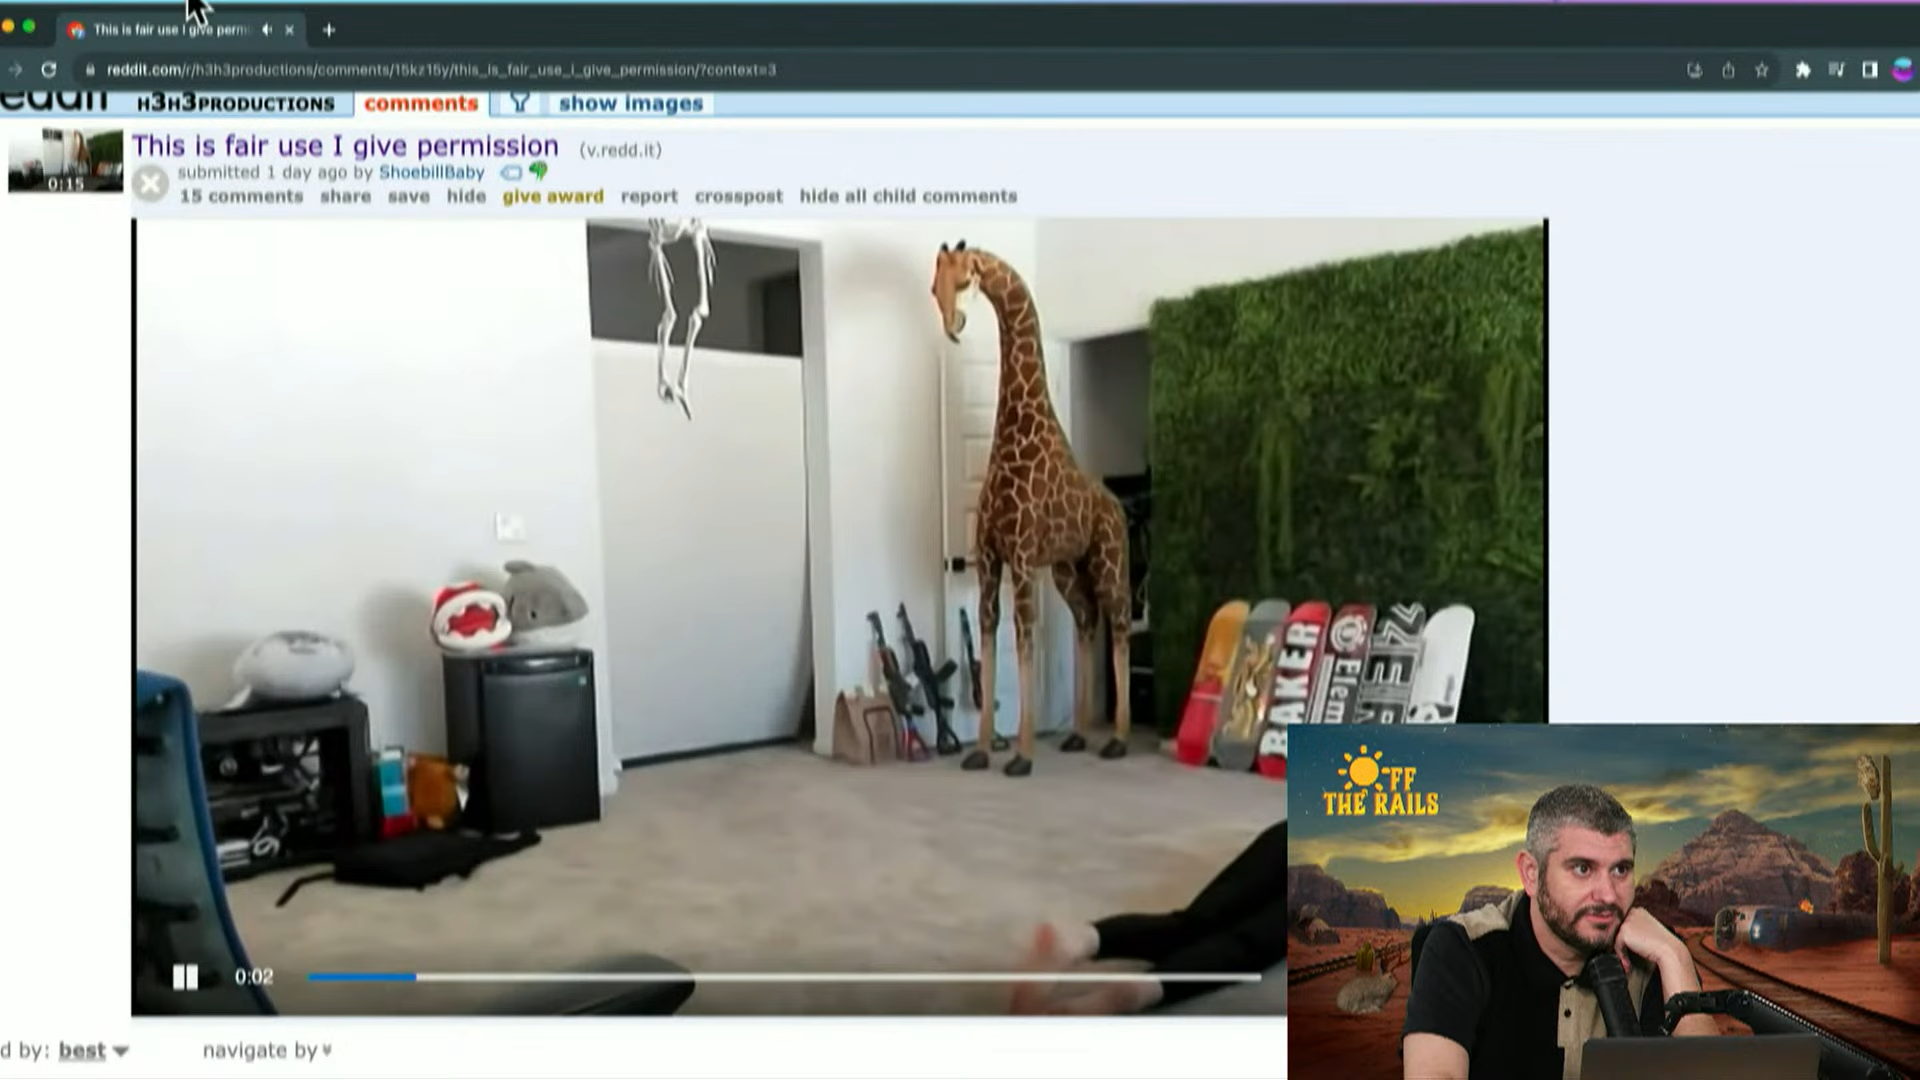 This is fair use I give perm
reddit.com/r/h3h3productions/comments/15kz15y/this_is_fair_use_i_give_permission/?context=3
H3H3PRODUCTIONS comments show images
This is fair use I give permission (v.redd.it)
submitted 1 day ago by ShoebillBaby
0:15
15 comments share save hide give award report crosspost hide all child comments
BAKER
Elem
OFF
THE RAILS
0:02
d by: best navigate by